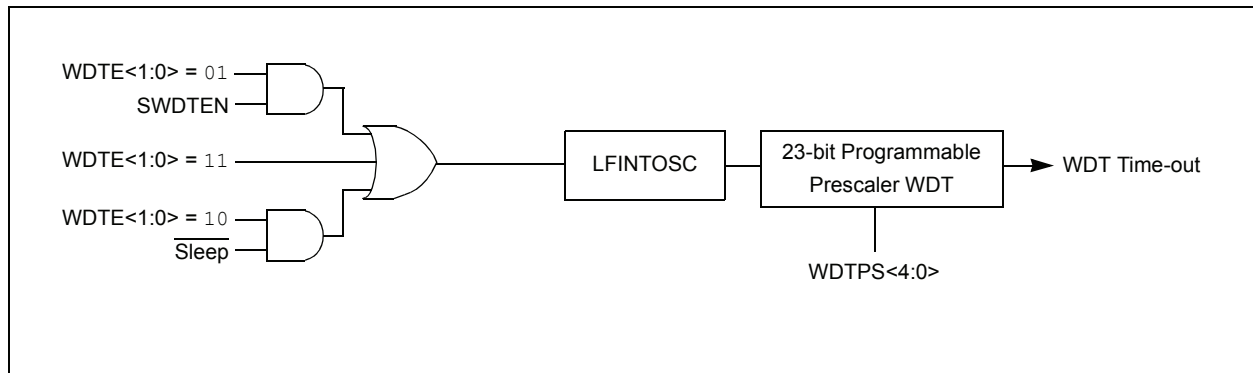 WDTE<1:0> = 01
SWDTEN
WDTE<1:0> = 11
WDTE<1:0> = 10
Sleep
LFINTOSC
23-bit Programmable
Prescaler WDT
WDT Time-out
WDTPS<4:0>